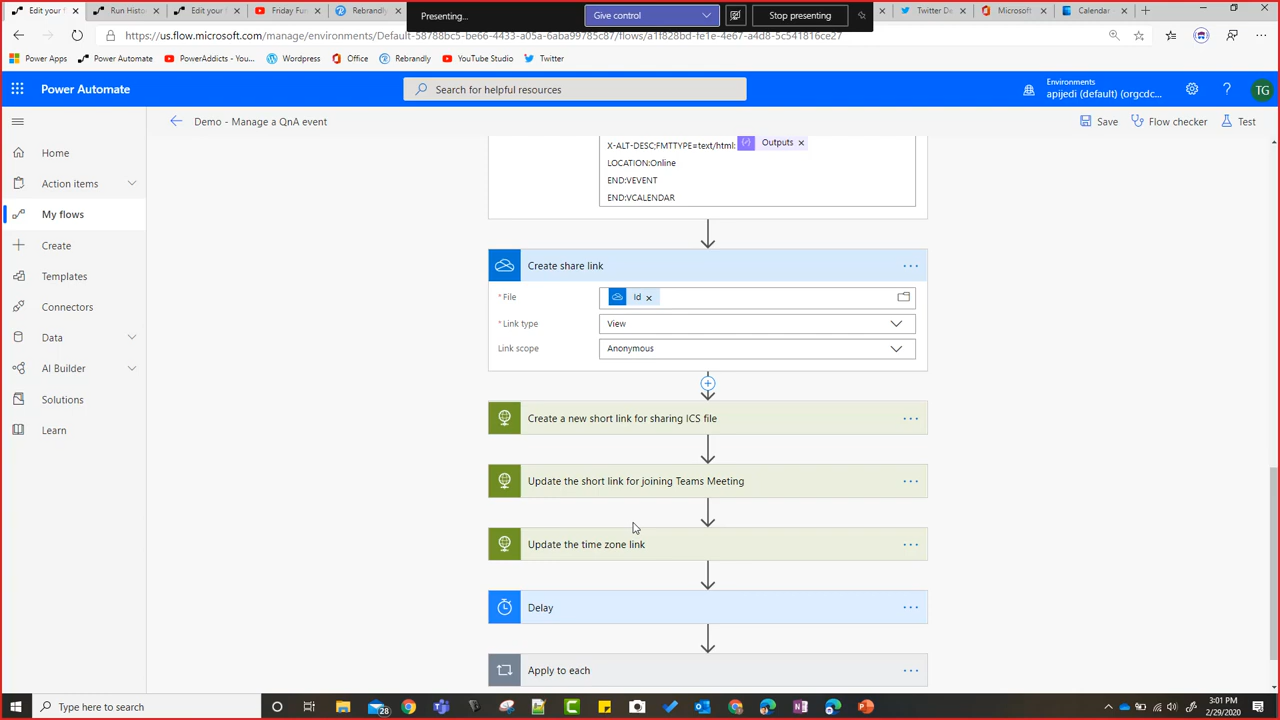 Edit your f
Run Histo
Edit your f
Friday Fun
Rebrandly
Presenting...
Give control
Stop presenting
Twitter De
Microsoft
Calendar
https://us.flow.microsoft.com/manage/environments/Default-58788bc5-be66-4433-a05a-6aba99785c87/flows/a1f828bd-fe1e-4e67-a4d8-5c541816ce27
Power Apps
Power Automate
PowerAddicts - You...
Wordpress
Office
Rebrandly
YouTube Studio
Twitter
Power Automate
Search for helpful resources
Environments
apijedi (default) (orgcdc...
?
TG
Demo - Manage a QnA event
Save
Flow checker
Test
Home
Action items
My flows
Create
Templates
Connectors
Data
AI Builder
Solutions
Learn
X-ALT-DESC;FMTTYPE=text/html: Outputs ×
LOCATION:Online
END:VEVENT
END:VCALENDAR
Create share link
* File
Id ×
* Link type
View
Link scope
Anonymous
Create a new short link for sharing ICS file
Update the short link for joining Teams Meeting
Update the time zone link
Delay
Apply to each
Type here to search
28
3:01 PM
2/29/2020